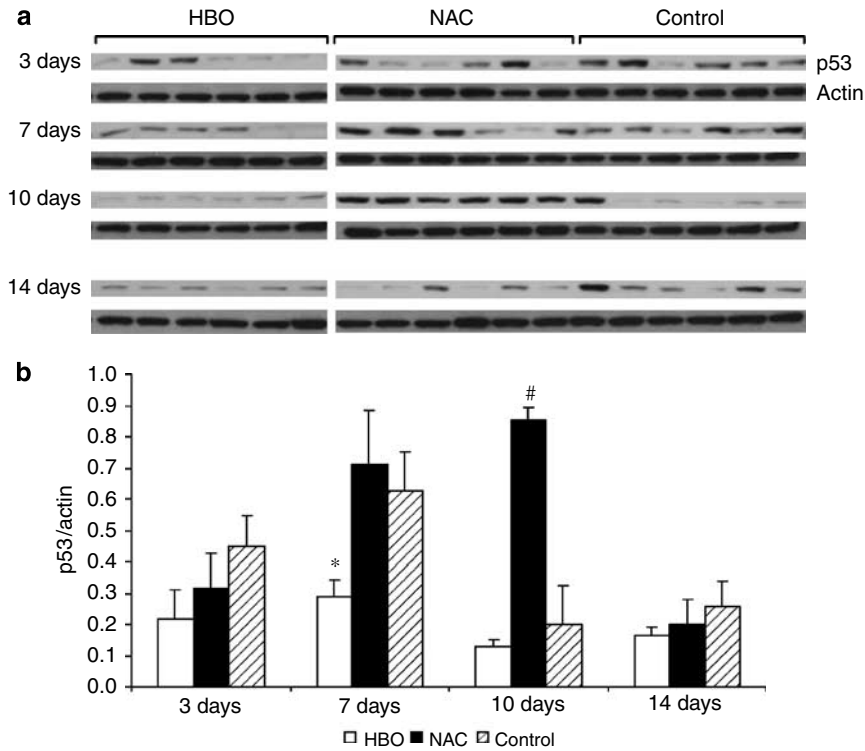 a
HBO NAC Control
3 days p53
Actin
7 days
10 days
14 days
b
p53/actin
1.0
0.9
0.8
0.7
0.6
0.5
0.4
0.3
0.2
0.1
0.0
*
#
3 days 7 days 10 days 14 days
HBO NAC Control